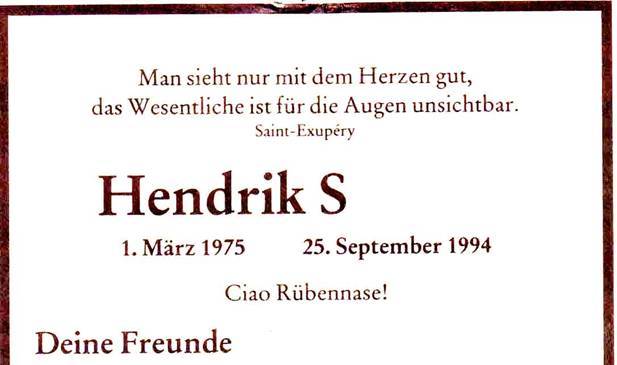 Man sieht nur mit dem Herzen gut,
das Wesentliche ist für die Augen unsichtbar.
Saint-Exupéry
Hendrik S
1. März 1975 25. September 1994
Ciao Rübennase!
Deine Freunde